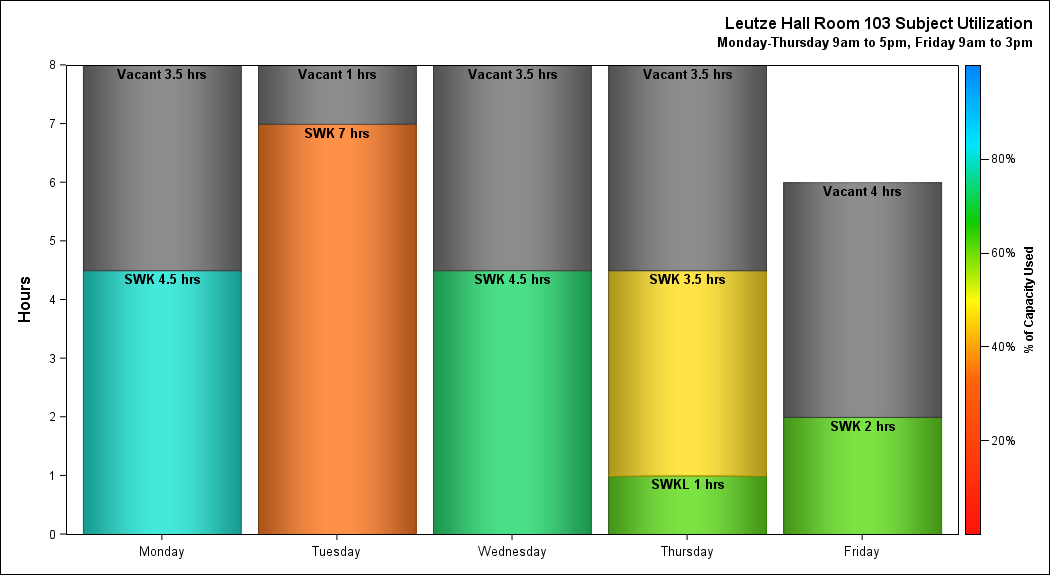 Leutze Hall Room 103 Subject Utilization
Monday-Thursday 9am to 5pm, Friday 9am to 3pm
Hours
8
7
6
5
4
3
2
1
0
Vacant 3.5 hrs
SWK 4.5 hrs
Vacant 1 hrs
SWK 7 hrs
Vacant 3.5 hrs
SWK 4.5 hrs
Vacant 3.5 hrs
SWK 3.5 hrs
SWKL 1 hrs
Vacant 4 hrs
SWK 2 hrs
Monday
Tuesday
Wednesday
Thursday
Friday
80%
60%
40%
20%
% of Capacity Used